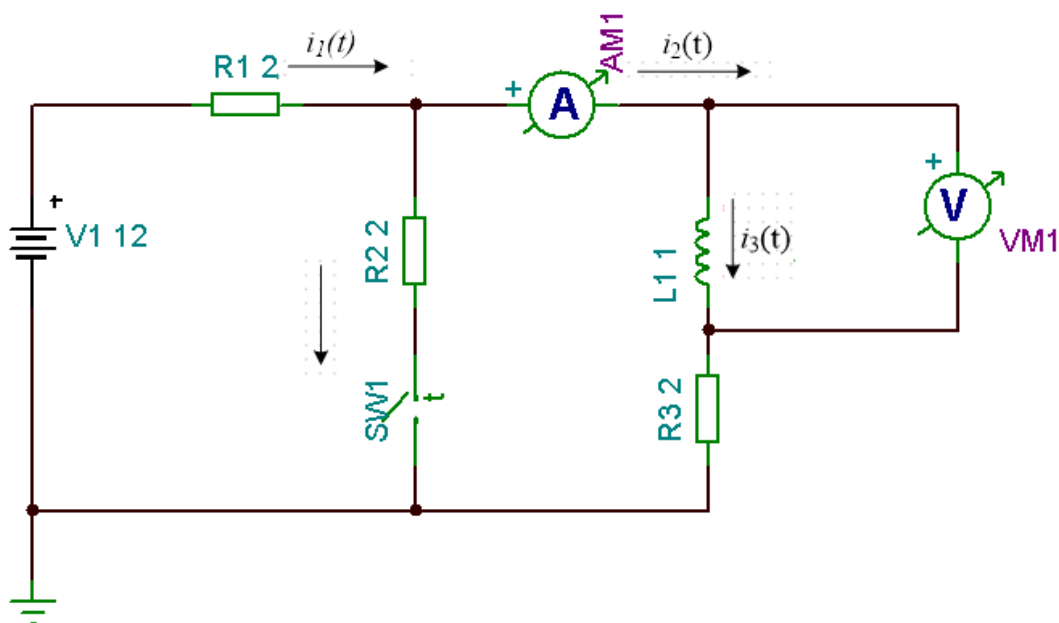 i1(t)
AM1
i2(t)
R1 2
+
A
+
V1 12
+
V
VM1
R2 2
L1 1
i3(t)
SW1
t
R3 2